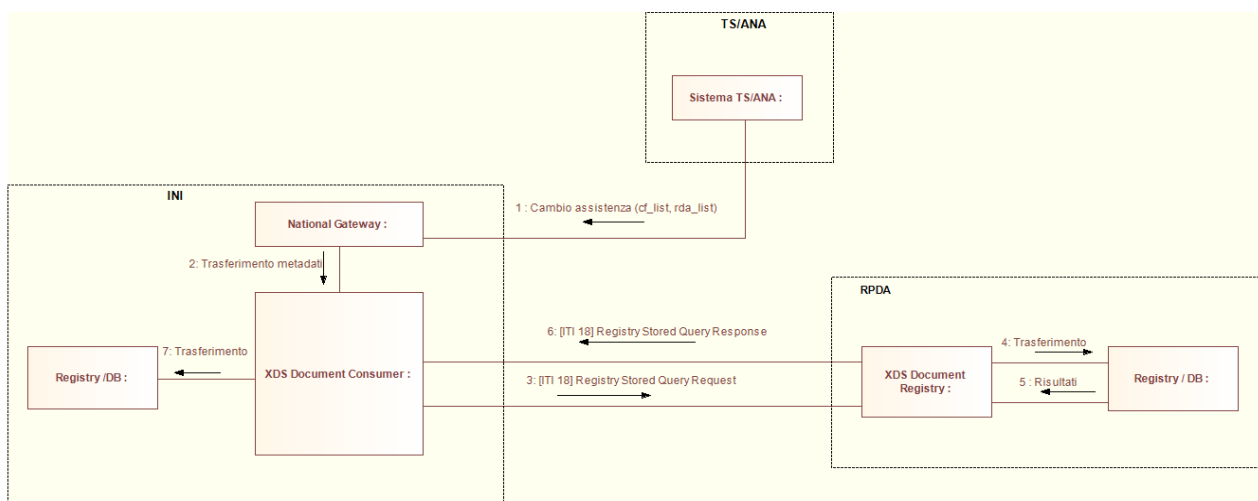 TS/ANA
Sistema TS/ANA :
INI
National Gateway :
1 : Cambio assistenza (cf_list, rda_list)
2: Trasferimento metadati
RPDA
6: [ITI 18] Registry Stored Query Response
4: Trasferimento
7: Trasferimento
Registry /DB :
XDS Document Consumer :
3: [ITI 18] Registry Stored Query Request
XDS Document
Registry :
5 : Risultati
Registry / DB :